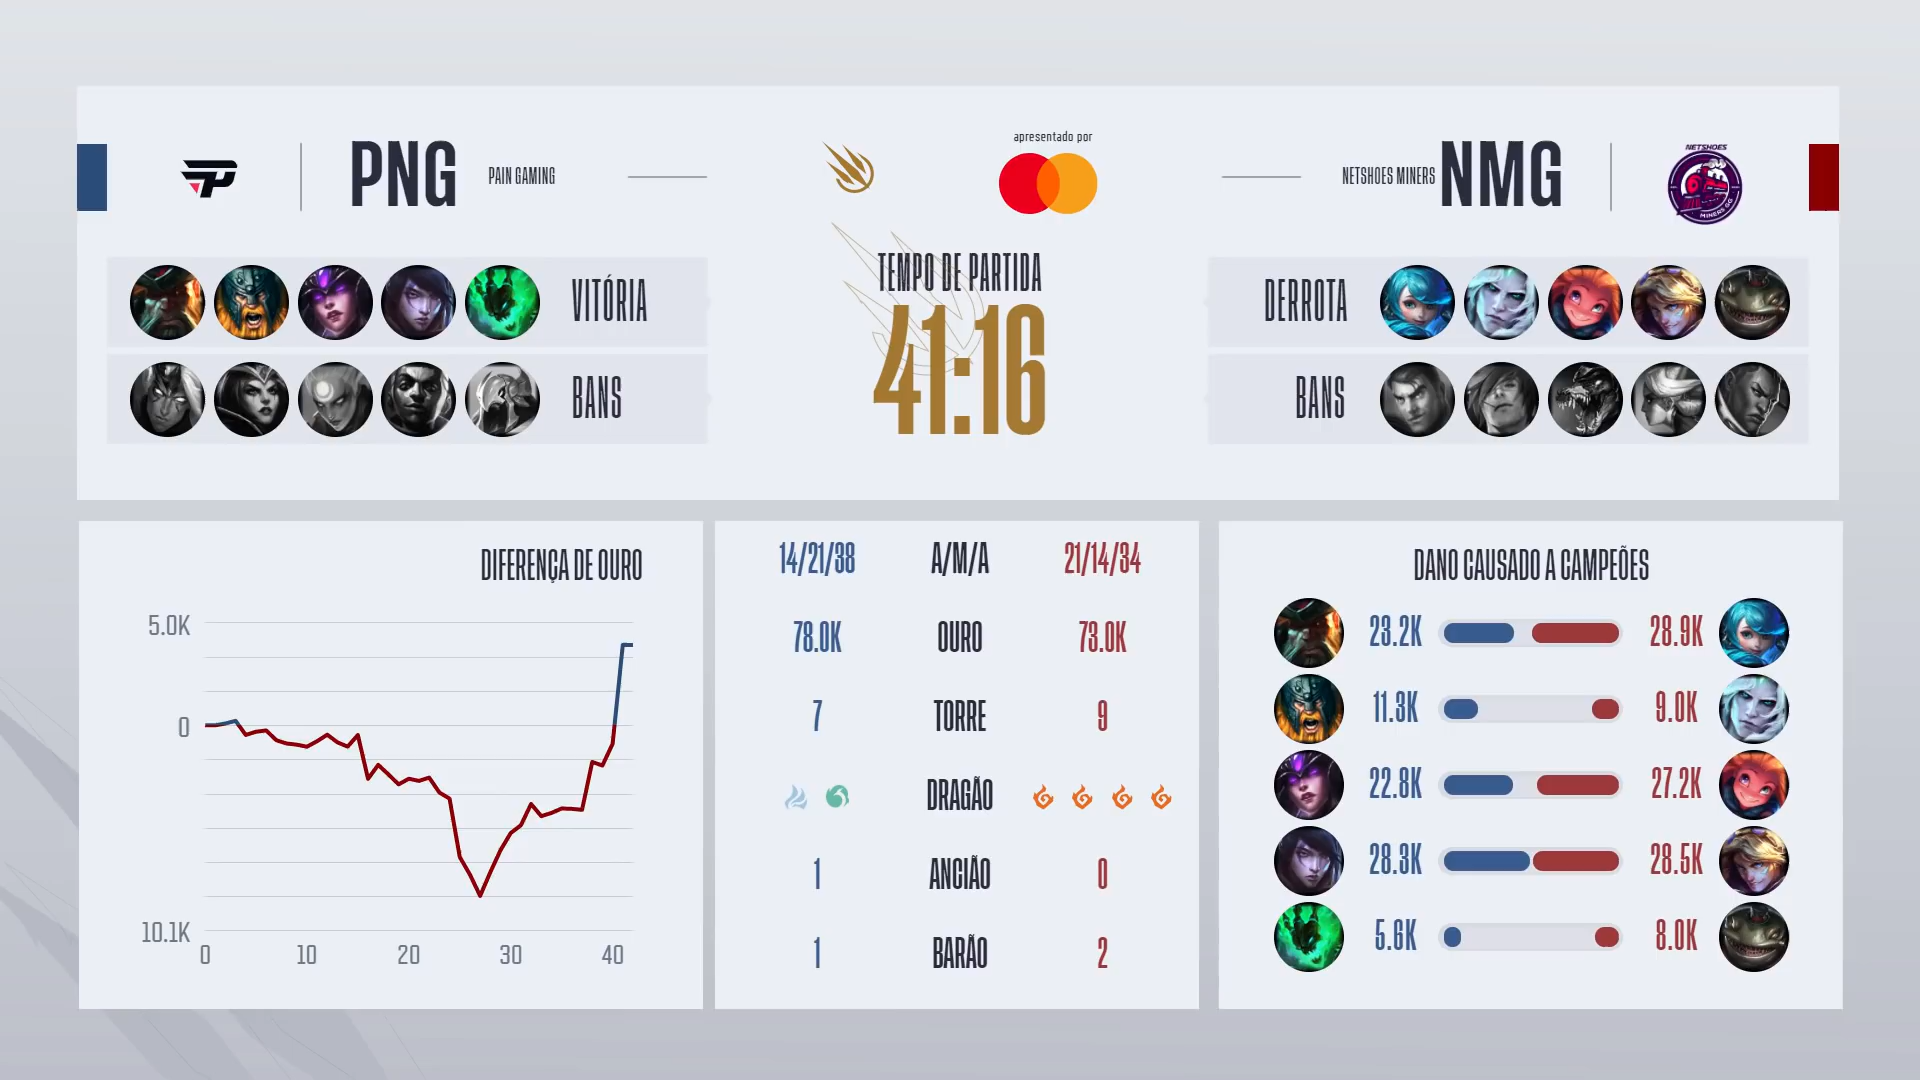 PNG
PAIN GAMING
apresentado por
NETSHOES MINERS
NMG
NETSHOES
MINERS GG
TEMPO DE PARTIDA
41:16
VITÓRIA
BANS
DERROTA
BANS
DIFERENÇA DE OURO
5.0K
0
10.1K
0 10 20 30 40
14/21/38 A/M/A 21/14/34
78.0K OURO 73.0K
7 TORRE 9
DRAGÃO
1 ANCIÃO 0
1 BARÃO 2
DANO CAUSADO A CAMPEÕES
23.2K 28.9K
11.3K 9.0K
22.8K 27.2K
28.3K 28.5K
5.6K 8.0K